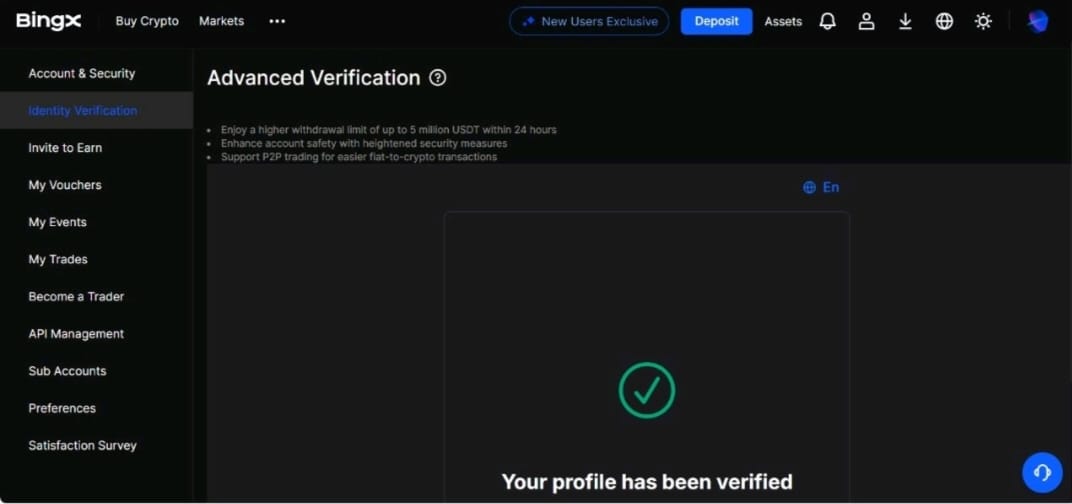 BingX Buy Crypto Markets ••• New Users Exclusive Deposit Assets
Account & Security
Identity Verification
Invite to Earn
My Vouchers
My Events
My Trades
Become a Trader
API Management
Sub Accounts
Preferences
Satisfaction Survey
Advanced Verification ?
• Enjoy a higher withdrawal limit of up to 5 million USDT within 24 hours
• Enhance account safety with heightened security measures
• Support P2P trading for easier fiat-to-crypto transactions
En
Your profile has been verified